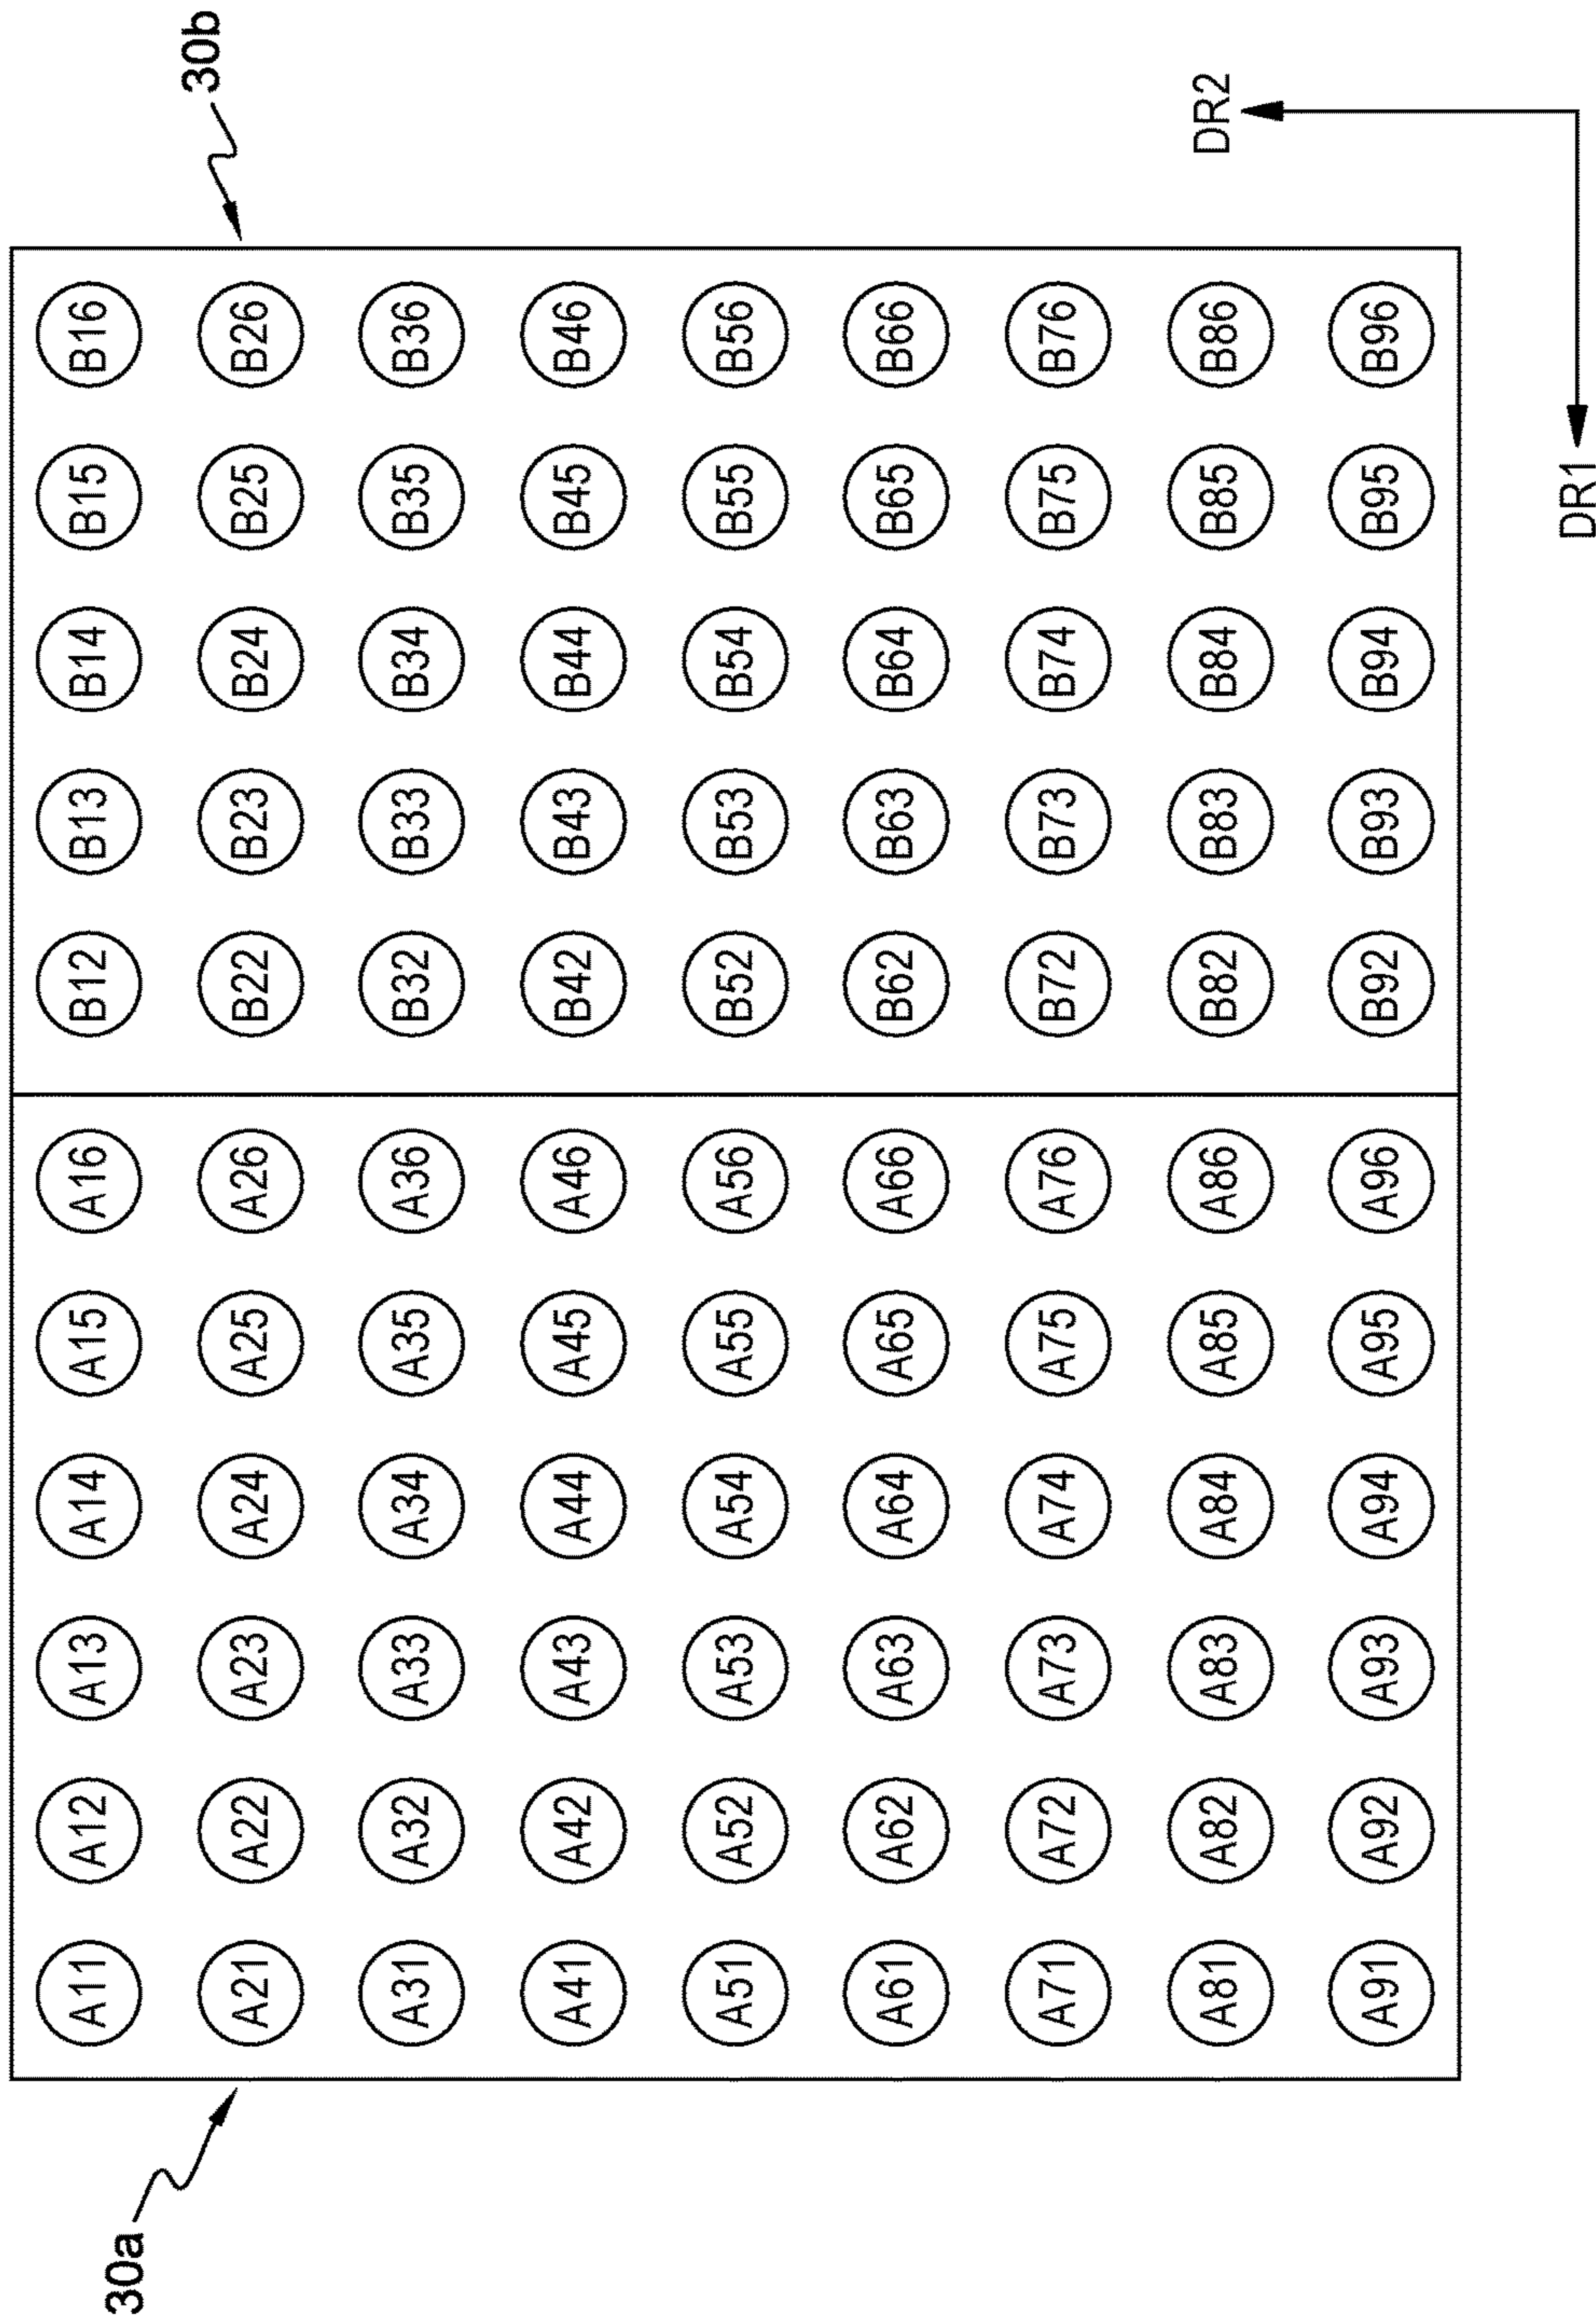 30a
30b
A11 A12 A13 A14 A15 A16 B12 B13 B14 B15 B16
A21 A22 A23 A24 A25 A26 B22 B23 B24 B25 B26
A31 A32 A33 A34 A35 A36 B32 B33 B34 B35 B36
A41 A42 A43 A44 A45 A46 B42 B43 B44 B45 B46
A51 A52 A53 A54 A55 A56 B52 B53 B54 B55 B56
A61 A62 A63 A64 A65 A66 B62 B63 B64 B65 B66
A71 A72 A73 A74 A75 A76 B72 B73 B74 B75 B76
A81 A82 A83 A84 A85 A86 B82 B83 B84 B85 B86
A91 A92 A93 A94 A95 A96 B92 B93 B94 B95 B96
DR2
DR1